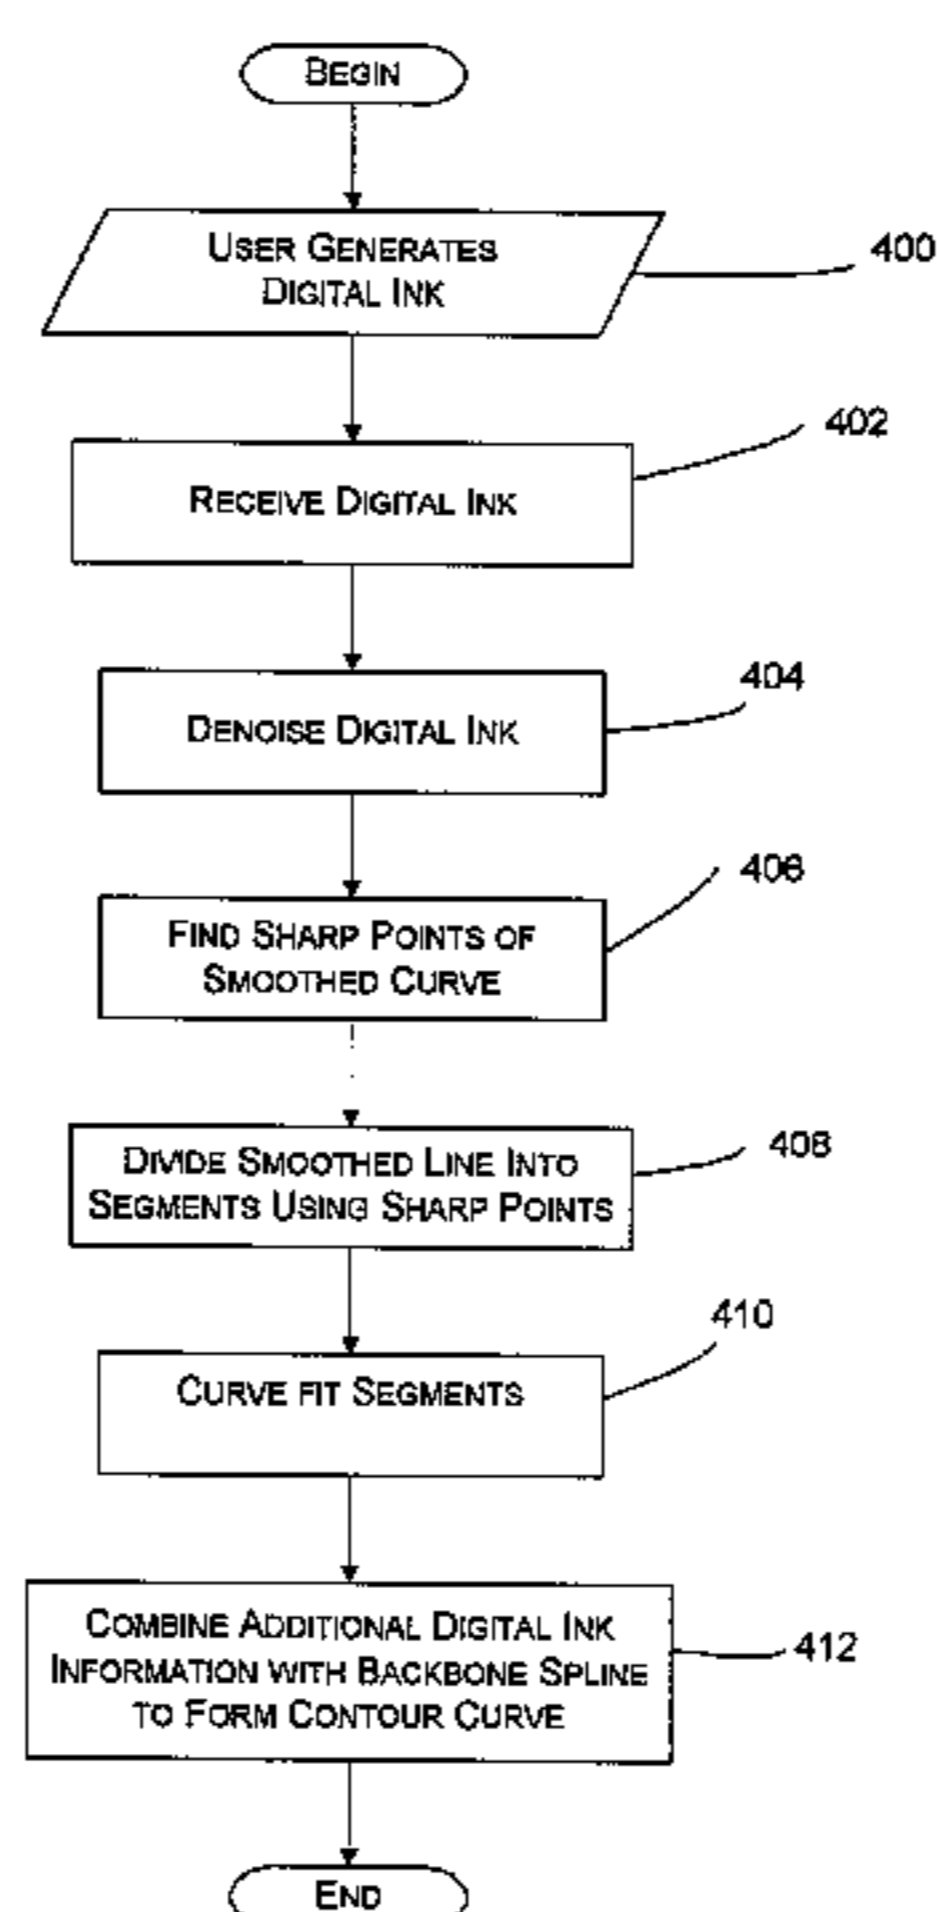 BEGIN
USER GENERATES
DIGITAL INK
400
RECEIVE DIGITAL INK
402
DENOISE DIGITAL INK
404
FIND SHARP POINTS OF
SMOOTHED CURVE
406
DIVIDE SMOOTHED LINE INTO
SEGMENTS USING SHARP POINTS
408
CURVE FIT SEGMENTS
410
COMBINE ADDITIONAL DIGITAL INK
INFORMATION WITH BACKBONE SPLINE
TO FORM CONTOUR CURVE
412
END